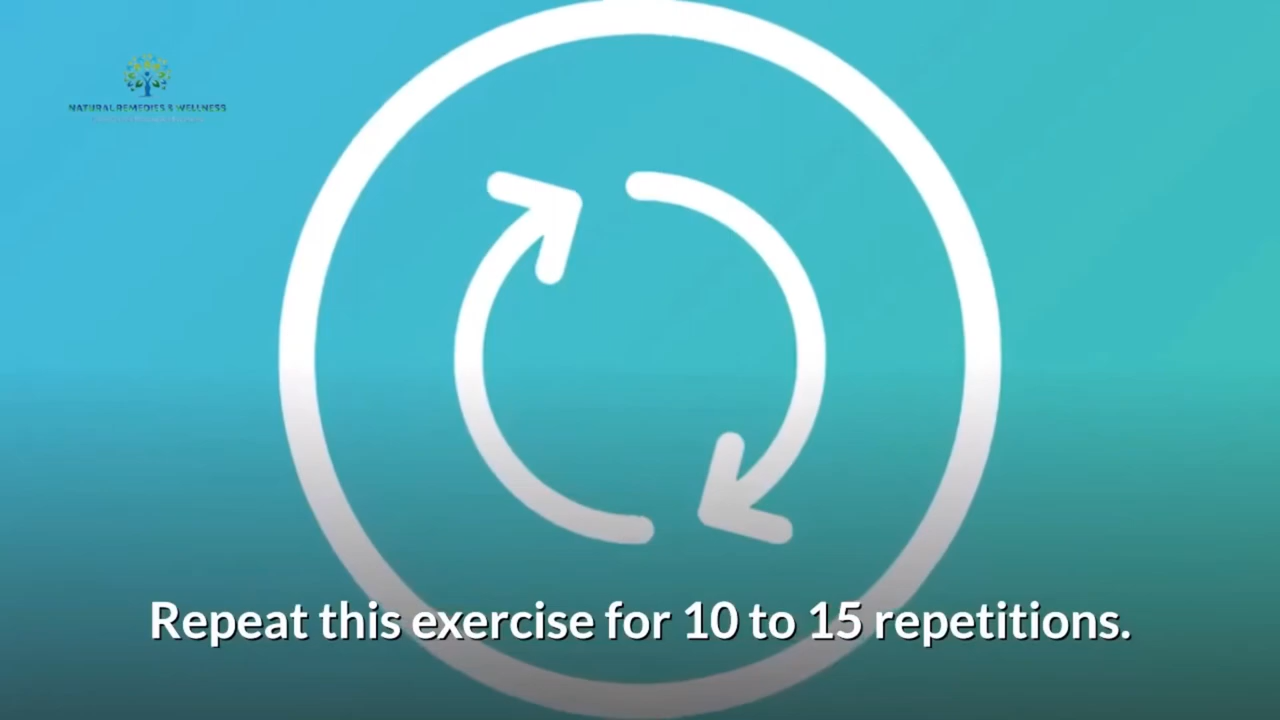 NATURAL REMEDIES & WELLNESS
Repeat this exercise for 10 to 15 repetitions.